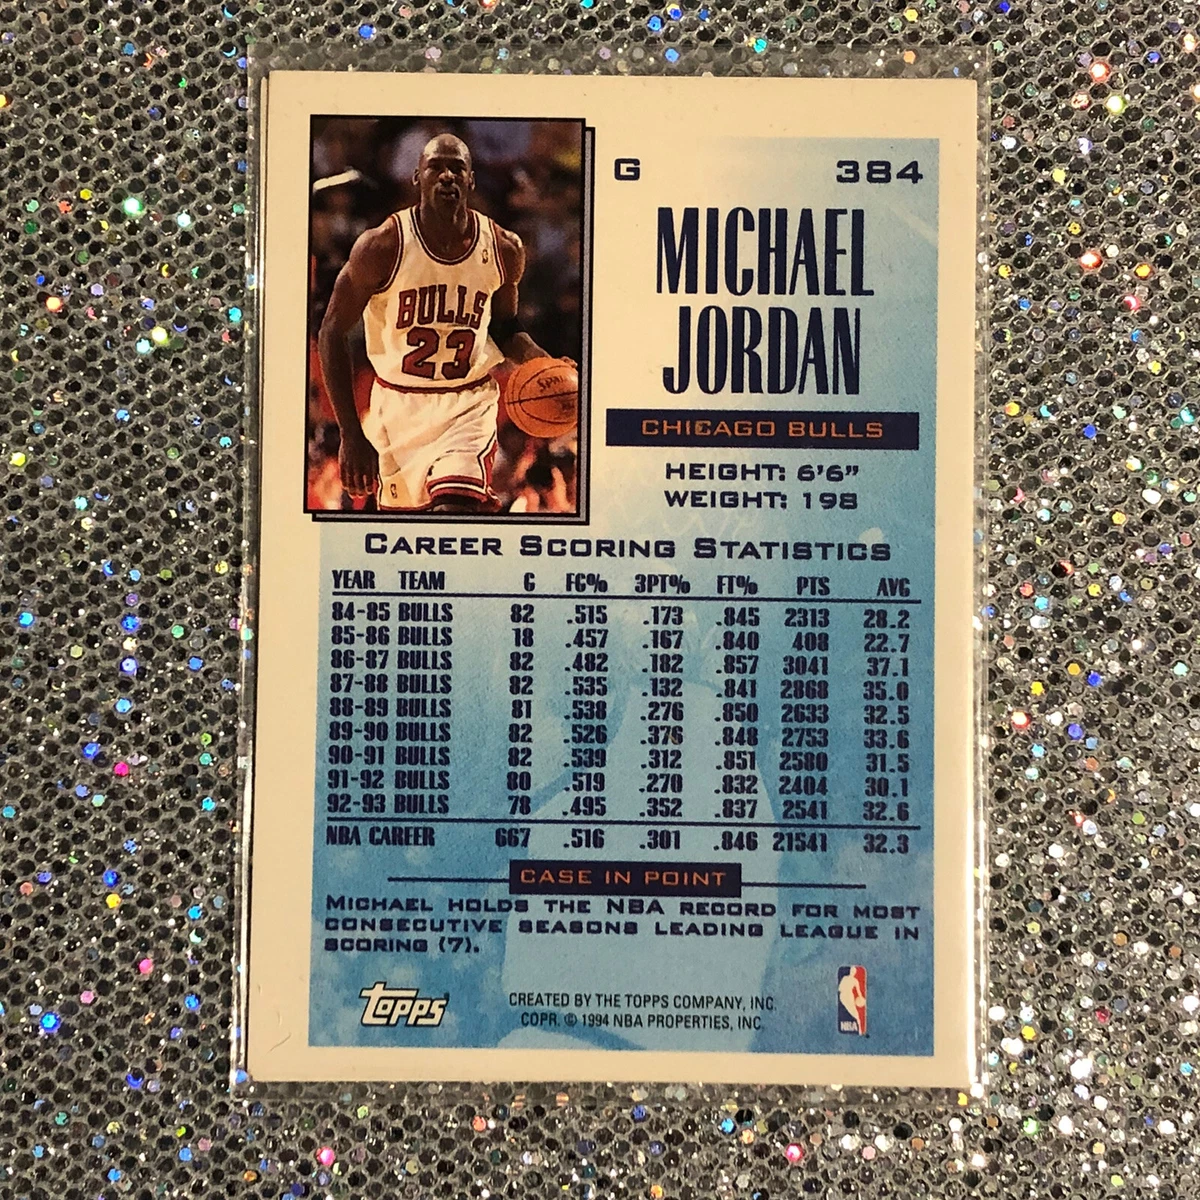 G 384
MICHAEL
JORDAN
CHICAGO BULLS
HEIGHT: 6'6"
WEIGHT: 198
BULLS
23
SPAL
CAREER SCORING STATISTICS
YEAR TEAM G FG% 3PT% FT% PTS AVG
84-85 BULLS 82 .515 .173 .845 2313 28.2
85-86 BULLS 18 .457 .167 .840 408 22.7
86-87 BULLS 82 .482 .182 .857 3041 37.1
87-88 BULLS 82 .535 .132 .841 2868 35.0
88-89 BULLS 81 .538 .276 .850 2633 32.5
89-90 BULLS 82 .526 .376 .848 2753 33.6
90-91 BULLS 82 .539 .312 .851 2580 31.5
91-92 BULLS 80 .519 .270 .832 2404 30.1
92-93 BULLS 78 .495 .352 .837 2541 32.6
NBA CAREER 667 .516 .301 .846 21541 32.3
CASE IN POINT
MICHAEL HOLDS THE NBA RECORD FOR MOST
CONSECUTIVE SEASONS LEADING LEAGUE IN
SCORING (7).
TOPPS
CREATED BY THE TOPPS COMPANY, INC.
COPR. © 1994 NBA PROPERTIES, INC.
NBA